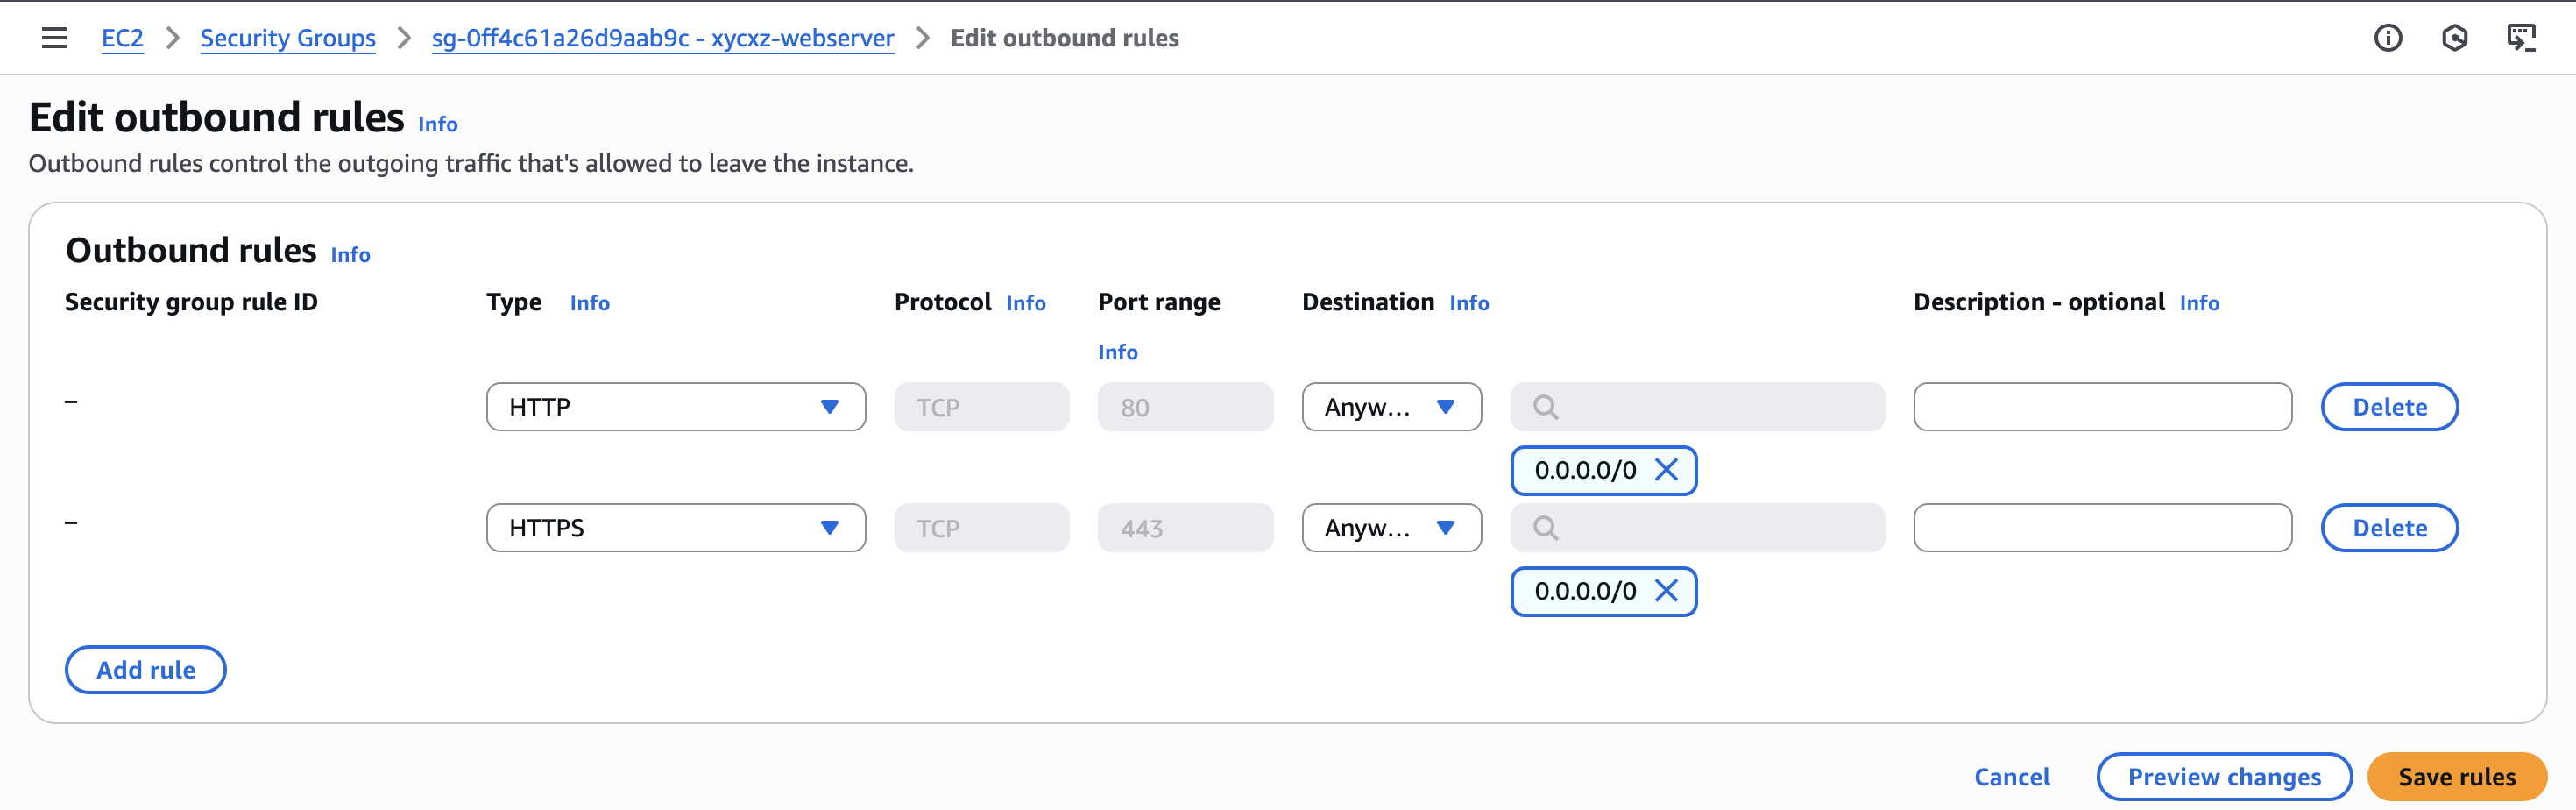 EC2 > Security Groups > sg-0ff4c61a26d9aab9c - xycxz-webserver > Edit outbound rules
Edit outbound rules Info
Outbound rules control the outgoing traffic that's allowed to leave the instance.
Outbound rules Info
Security group rule ID Type Info Protocol Info Port range Info Destination Info Description - optional Info
– HTTP TCP 80 Anyw... Delete
0.0.0.0/0
– HTTPS TCP 443 Anyw... Delete
0.0.0.0/0
Add rule
Cancel Preview changes Save rules